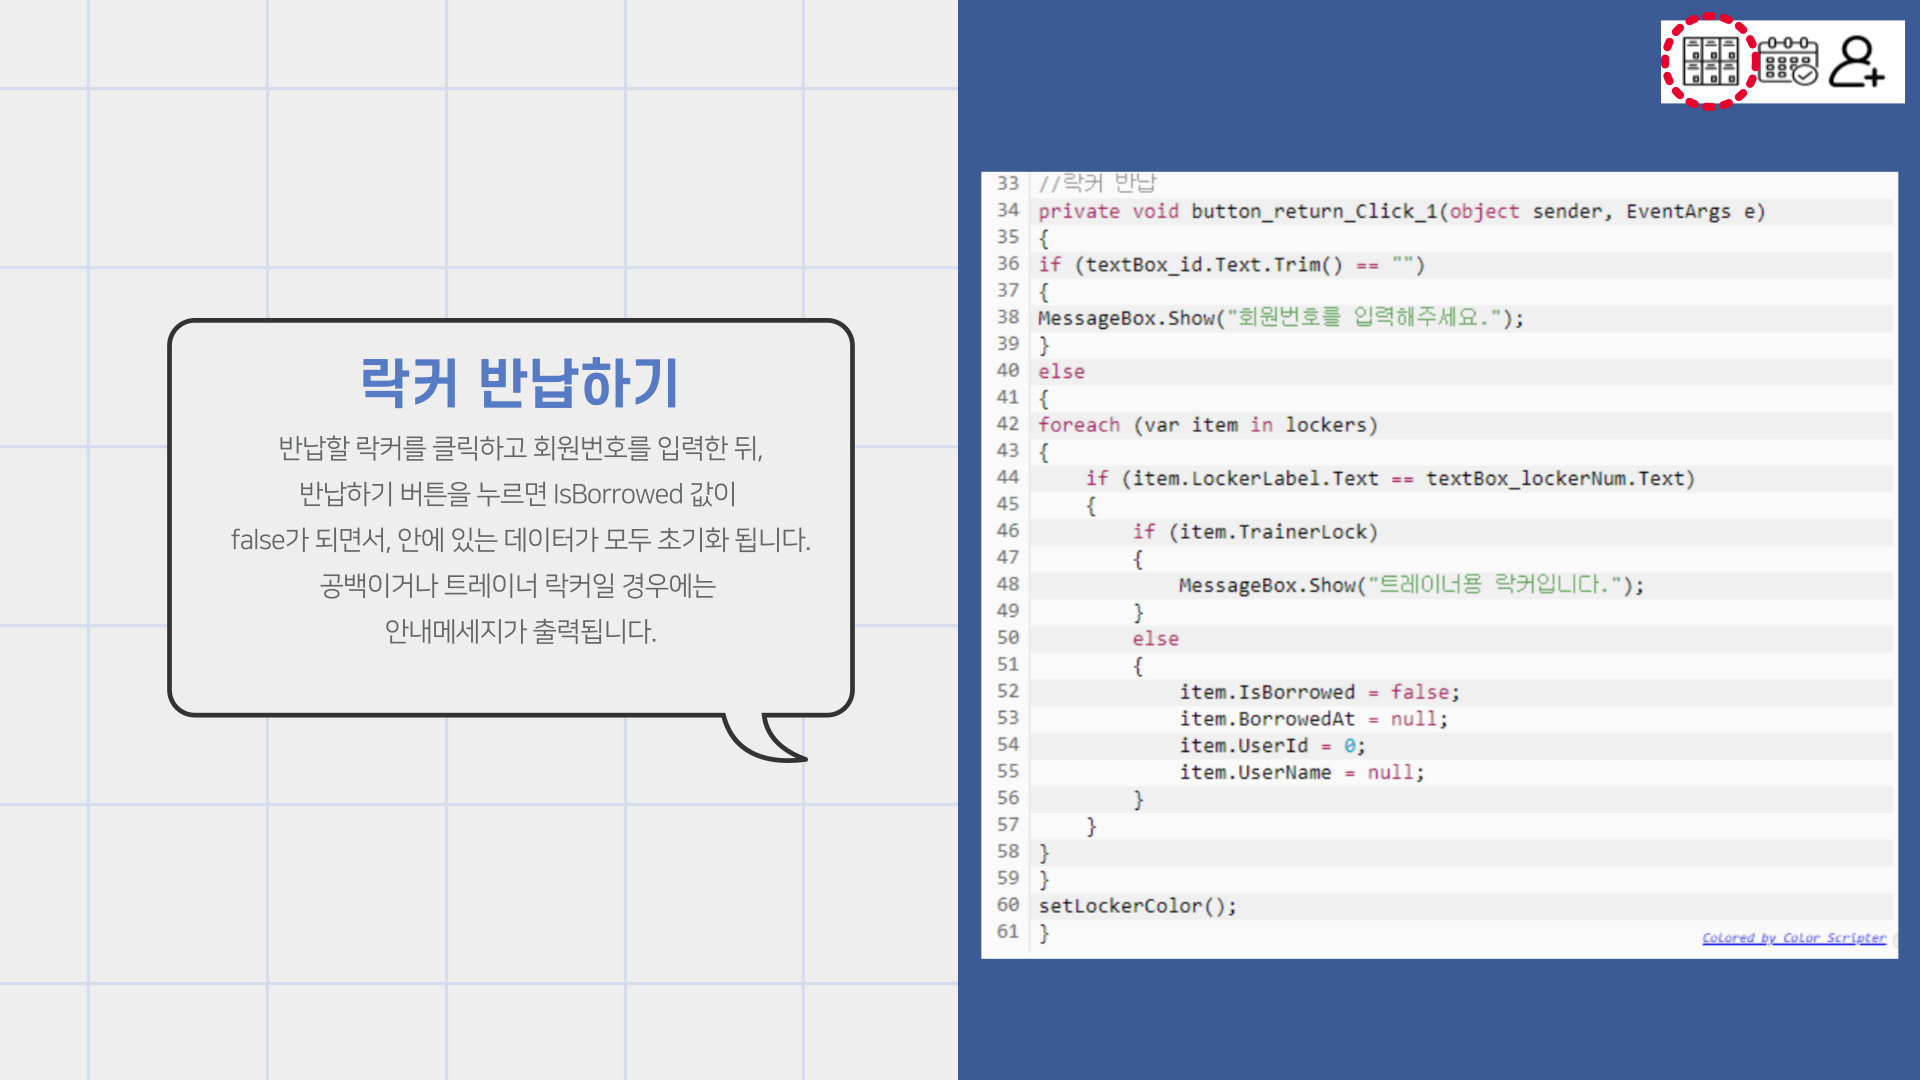 락커 반납하기
반납할 락커를 클릭하고 회원번호를 입력한 뒤,
반납하기 버튼을 누르면 IsBorrowed 값이
false가 되면서, 안에 있는 데이터가 모두 초기화 됩니다.
공백이거나 트레이너 락커일 경우에는
안내메세지가 출력됩니다.
33 //락커 반납
34 private void button_return_Click_1(object sender, EventArgs e)
35 {
36 if (textBox_id.Text.Trim() == "")
37 {
38 MessageBox.Show("회원번호를 입력해주세요.");
39 }
40 else
41 {
42 foreach (var item in lockers)
43 {
44     if (item.LockerLabel.Text == textBox_lockerNum.Text)
45     {
46         if (item.TrainerLock)
47         {
48             MessageBox.Show("트레이너용 락커입니다.");
49         }
50         else
51         {
52             item.IsBorrowed = false;
53             item.BorrowedAt = null;
54             item.UserId = 0;
55             item.UserName = null;
56         }
57     }
58 }
59 }
60 setLockerColor();
61 }
Colored by Color Scripter